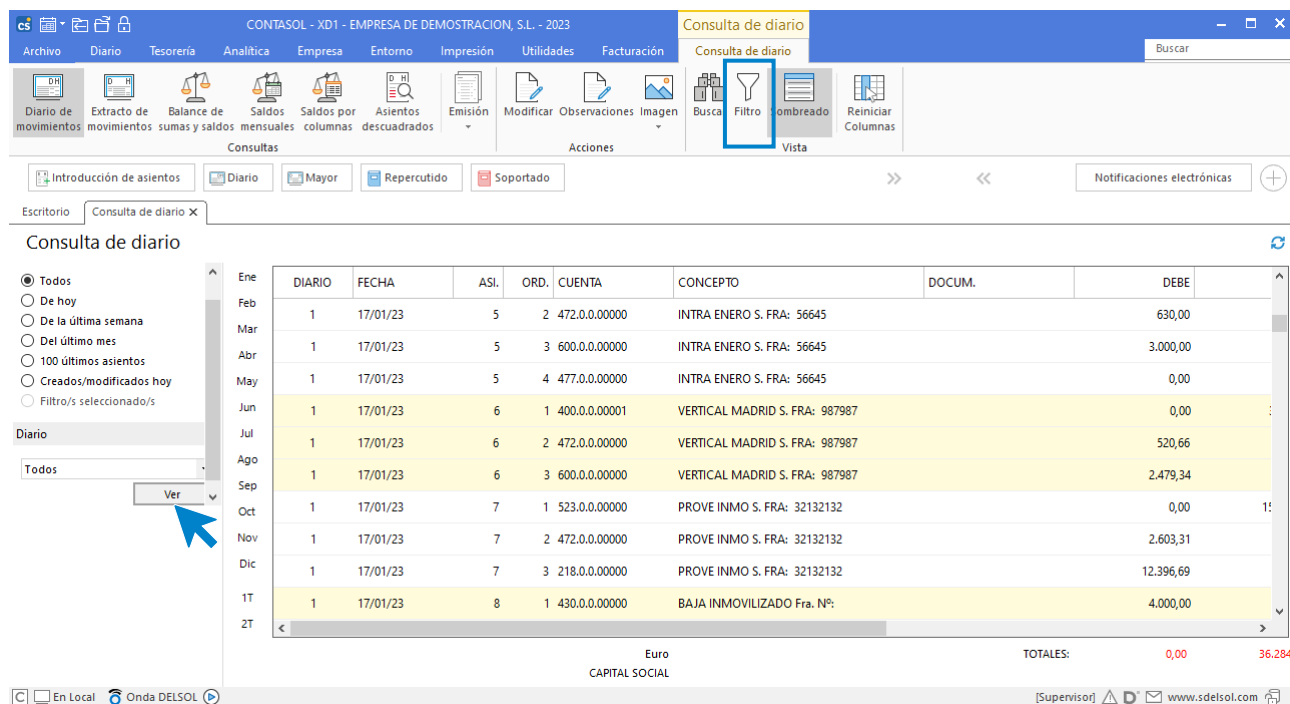 cs CONTASOL - XD1 - EMPRESA DE DEMOSTRACION, S.L. - 2023 Consulta de diario
Archivo Diario Tesorería Analítica Empresa Entorno Impresión Utilidades Facturación Consulta de diario Buscar
Diario de movimientos
Extracto de movimientos
Balance de sumas y saldos
Saldos mensuales
Saldos por columnas
Asientos descuadrados
Emisión
Modificar
Observaciones
Imagen
Filtro
Reiniciar Columnas
Consultas Acciones Vista
Introducción de asientos Diario Mayor Repercutido Soportado Notificaciones electrónicas
Escritorio Consulta de diario
Consulta de diario
Todos
De hoy
De la última semana
Del último mes
100 últimos asientos
Creados/modificados hoy
Filtro/s seleccionado/s
Diario
Todos
Ver
Ene
Feb
Mar
Abr
May
Jun
Jul
Ago
Sep
Oct
Nov
Dic
1T
2T
DIARIO FECHA ASI. ORD. CUENTA CONCEPTO DOCUM. DEBE
1 17/01/23 5 2 472.0.0.00000 INTRA ENERO S. FRA: 56645 630,00
1 17/01/23 5 3 600.0.0.00000 INTRA ENERO S. FRA: 56645 3.000,00
1 17/01/23 5 4 477.0.0.00000 INTRA ENERO S. FRA: 56645 0,00
1 17/01/23 6 1 400.0.0.00001 VERTICAL MADRID S. FRA: 987987 0,00
1 17/01/23 6 2 472.0.0.00000 VERTICAL MADRID S. FRA: 987987 520,66
1 17/01/23 6 3 600.0.0.00000 VERTICAL MADRID S. FRA: 987987 2.479,34
1 17/01/23 7 1 523.0.0.00000 PROVE INMO S. FRA: 32132132 0,00
1 17/01/23 7 2 472.0.0.00000 PROVE INMO S. FRA: 32132132 2.603,31
1 17/01/23 7 3 218.0.0.00000 PROVE INMO S. FRA: 32132132 12.396,69
1 17/01/23 8 1 430.0.0.00000 BAJA INMOVILIZADO Fra. Nº: 4.000,00
Euro TOTALES: 0,00 36.284
CAPITAL SOCIAL
C En Local Onda DELSOL [Supervisor] D www.sdelsol.com